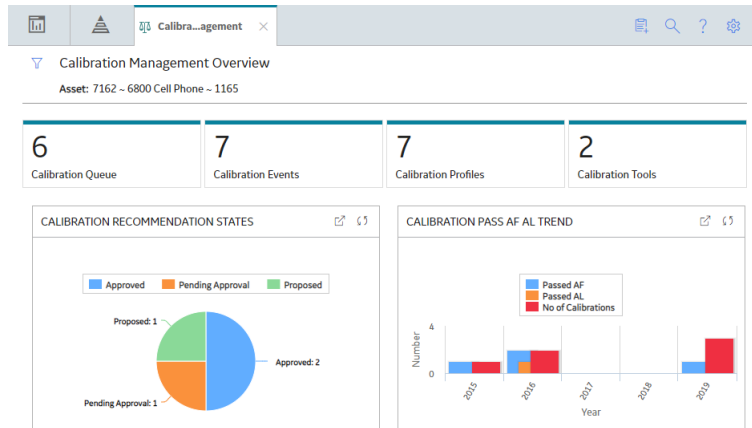 Calibra...agement
Calibration Management Overview
Asset: 7162 ~ 6800 Cell Phone ~ 1165
6
Calibration Queue
7
Calibration Events
7
Calibration Profiles
2
Calibration Tools
CALIBRATION RECOMMENDATION STATES
Approved Pending Approval Proposed
Proposed: 1
Approved: 2
Pending Approval: 1
CALIBRATION PASS AF AL TREND
Passed AF
Passed AL
No of Calibrations
Number
4
0
2015 2016 2017 2018 2019
Year